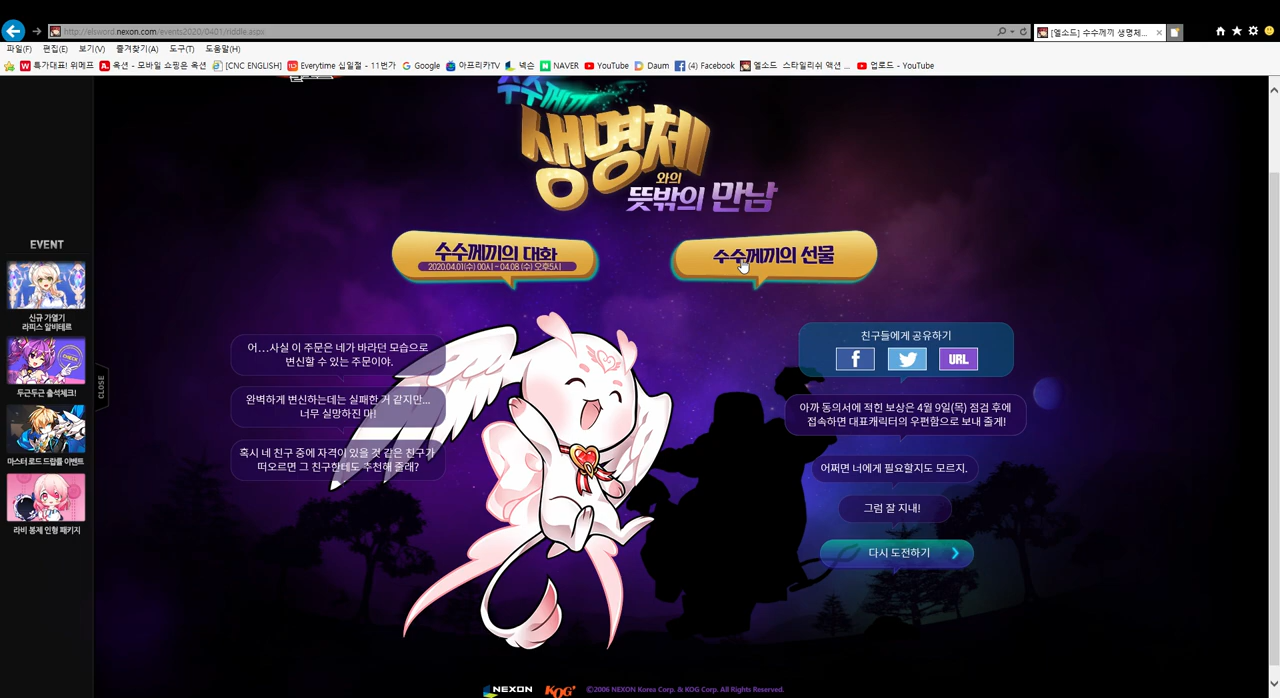 http://elsword.nexon.com/events2020/0401/riddle.aspx
[엘소드] 수수께끼 생명체...
파일(F) 편집(E) 보기(V) 즐겨찾기(A) 도구(T) 도움말(H)
특가대표! 위메프 옥션 - 모바일 쇼핑은 옥션 [CNC ENGLISH] Everytime 십일절 - 11번가 Google 아프리카TV 넥슨 NAVER YouTube Daum (4) Facebook 엘소드 스타일리쉬 액션 ... 업로드 - YouTube
수수께끼
생명체
와의
뜻밖의 만남
수수께끼의 대화
2020.04.01(수) 00시 ~ 04.08 (수) 오후5시
수수께끼의 선물
EVENT
신규 가열기
라피스 알비테르
CHECK
두근두근 출석체크!
마스터 로드 드랍률 이벤트
라비 봉제 인형 패키지
CLOSE
어...사실 이 주문은 네가 바라던 모습으로
변신할 수 있는 주문이야.
완벽하게 변신하는데는 실패한 거 같지만...
너무 실망하진 마!
혹시 네 친구 중에 자격이 있을 것 같은 친구가
떠오르면 그 친구한테도 추천해 줄래?
친구들에게 공유하기
URL
아까 동의서에 적힌 보상은 4월 9일(목) 점검 후에
접속하면 대표캐릭터의 우편함으로 보내 줄게!
어쩌면 너에게 필요할지도 모르지.
그럼 잘 지내!
다시 도전하기
NEXON KOG ©2006 NEXON Korea Corp. & KOG Corp. All Rights Reserved.